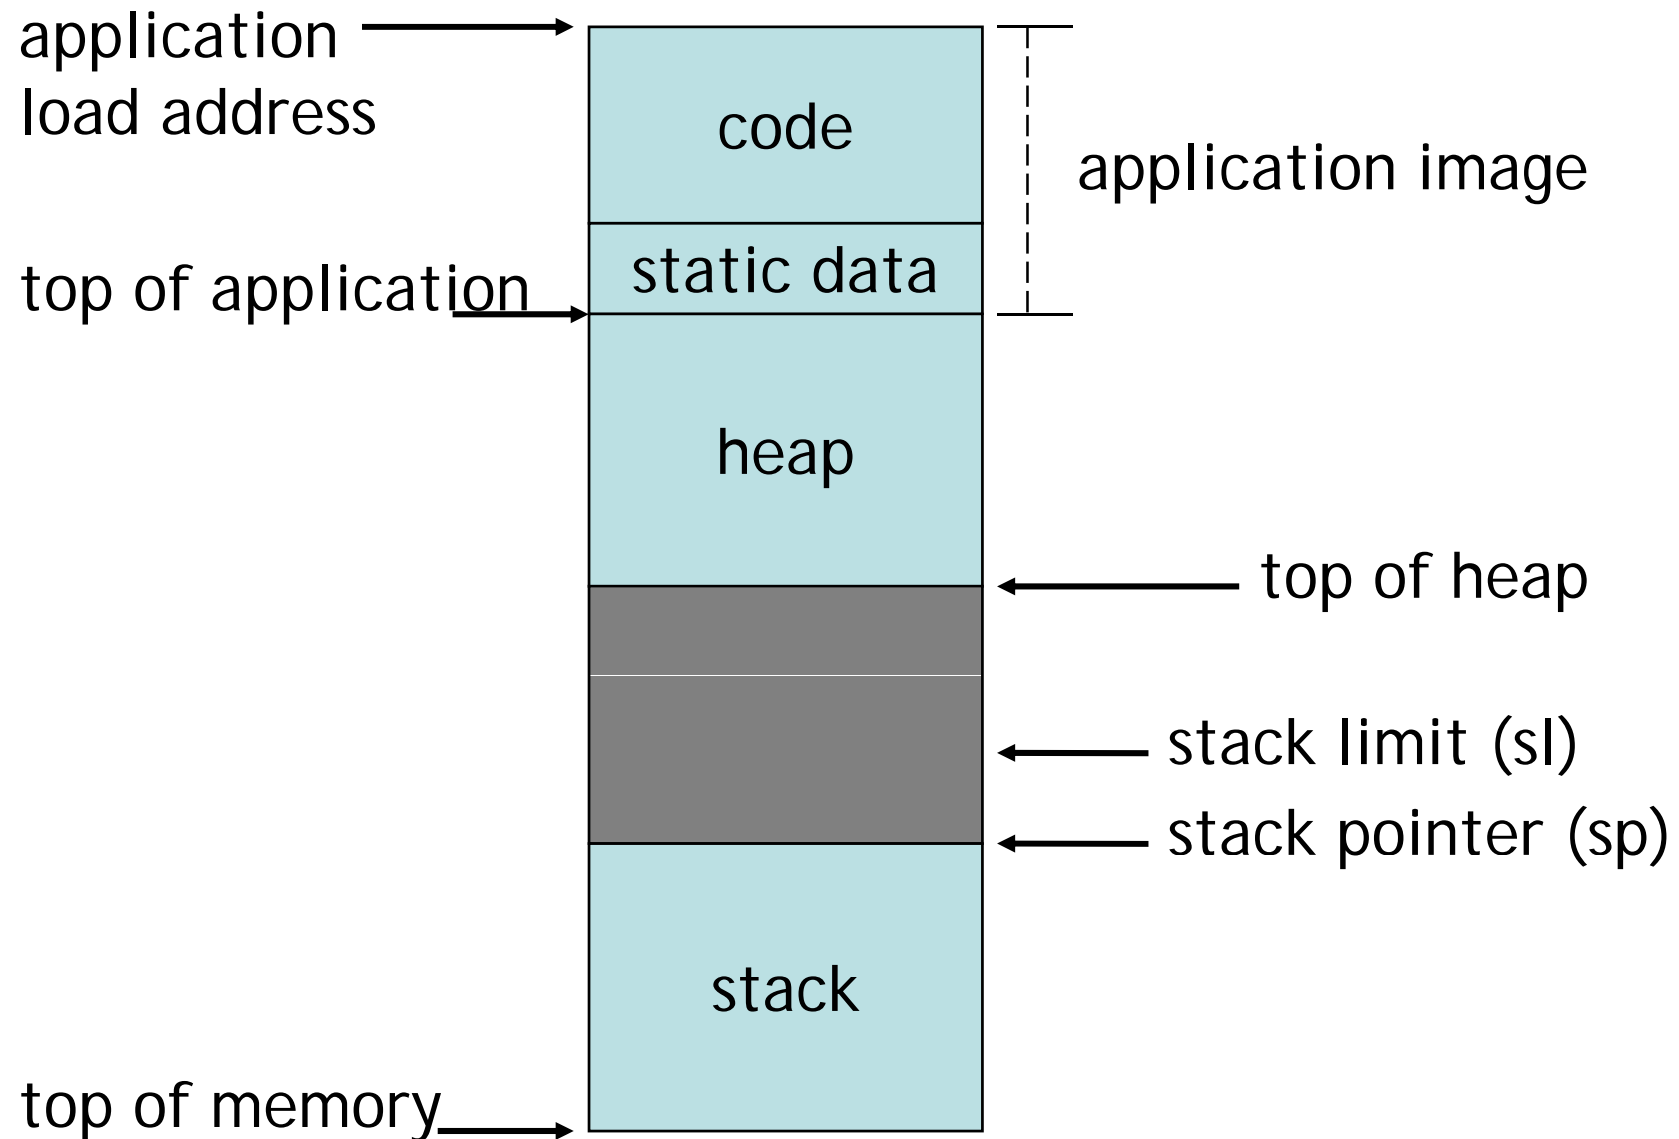 application
load address
code
application image
static data
top of application
heap
top of heap
stack limit (sl)
stack pointer (sp)
stack
top of memory